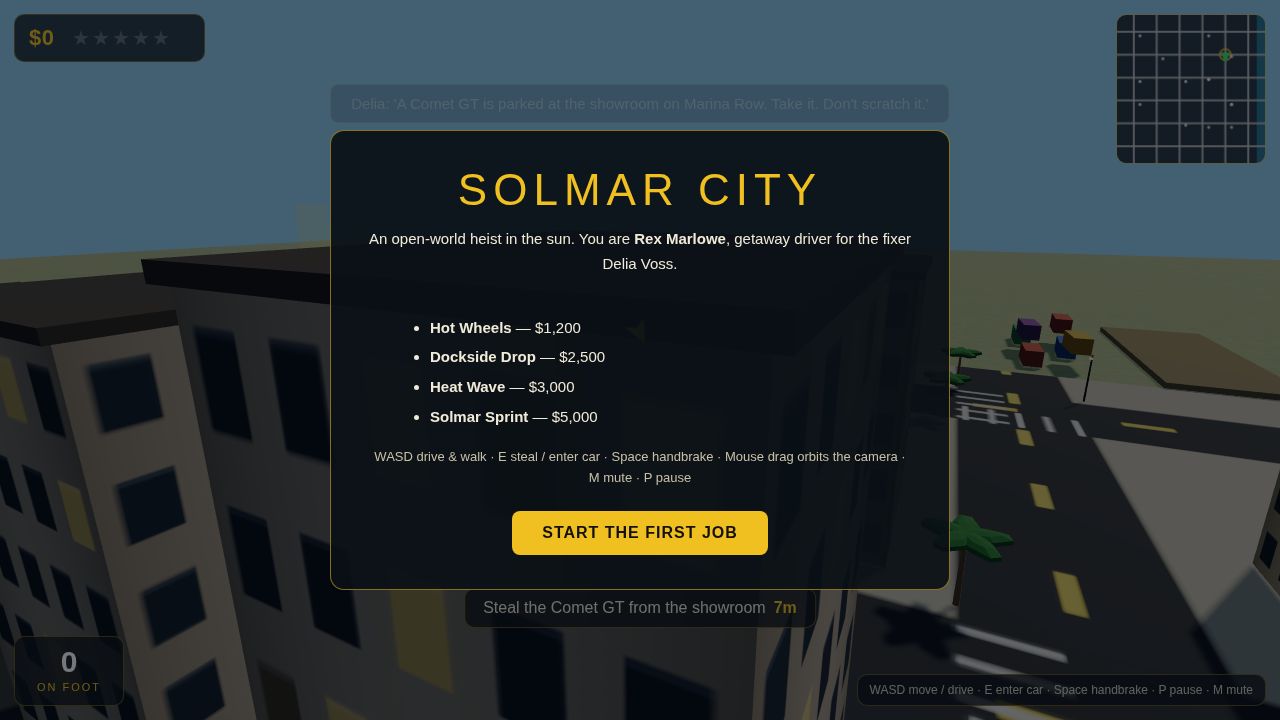 $0 ★★★★★
Delia: 'A Comet GT is parked at the showroom on Marina Row. Take it. Don't scratch it.'
SOLMAR CITY
An open-world heist in the sun. You are Rex Marlowe, getaway driver for the fixer
Delia Voss.
• Hot Wheels — $1,200
• Dockside Drop — $2,500
• Heat Wave — $3,000
• Solmar Sprint — $5,000
WASD drive & walk · E steal / enter car · Space handbrake · Mouse drag orbits the camera ·
M mute · P pause
START THE FIRST JOB
Steal the Comet GT from the showroom 7m
0
ON FOOT
WASD move / drive · E enter car · Space handbrake · P pause · M mute